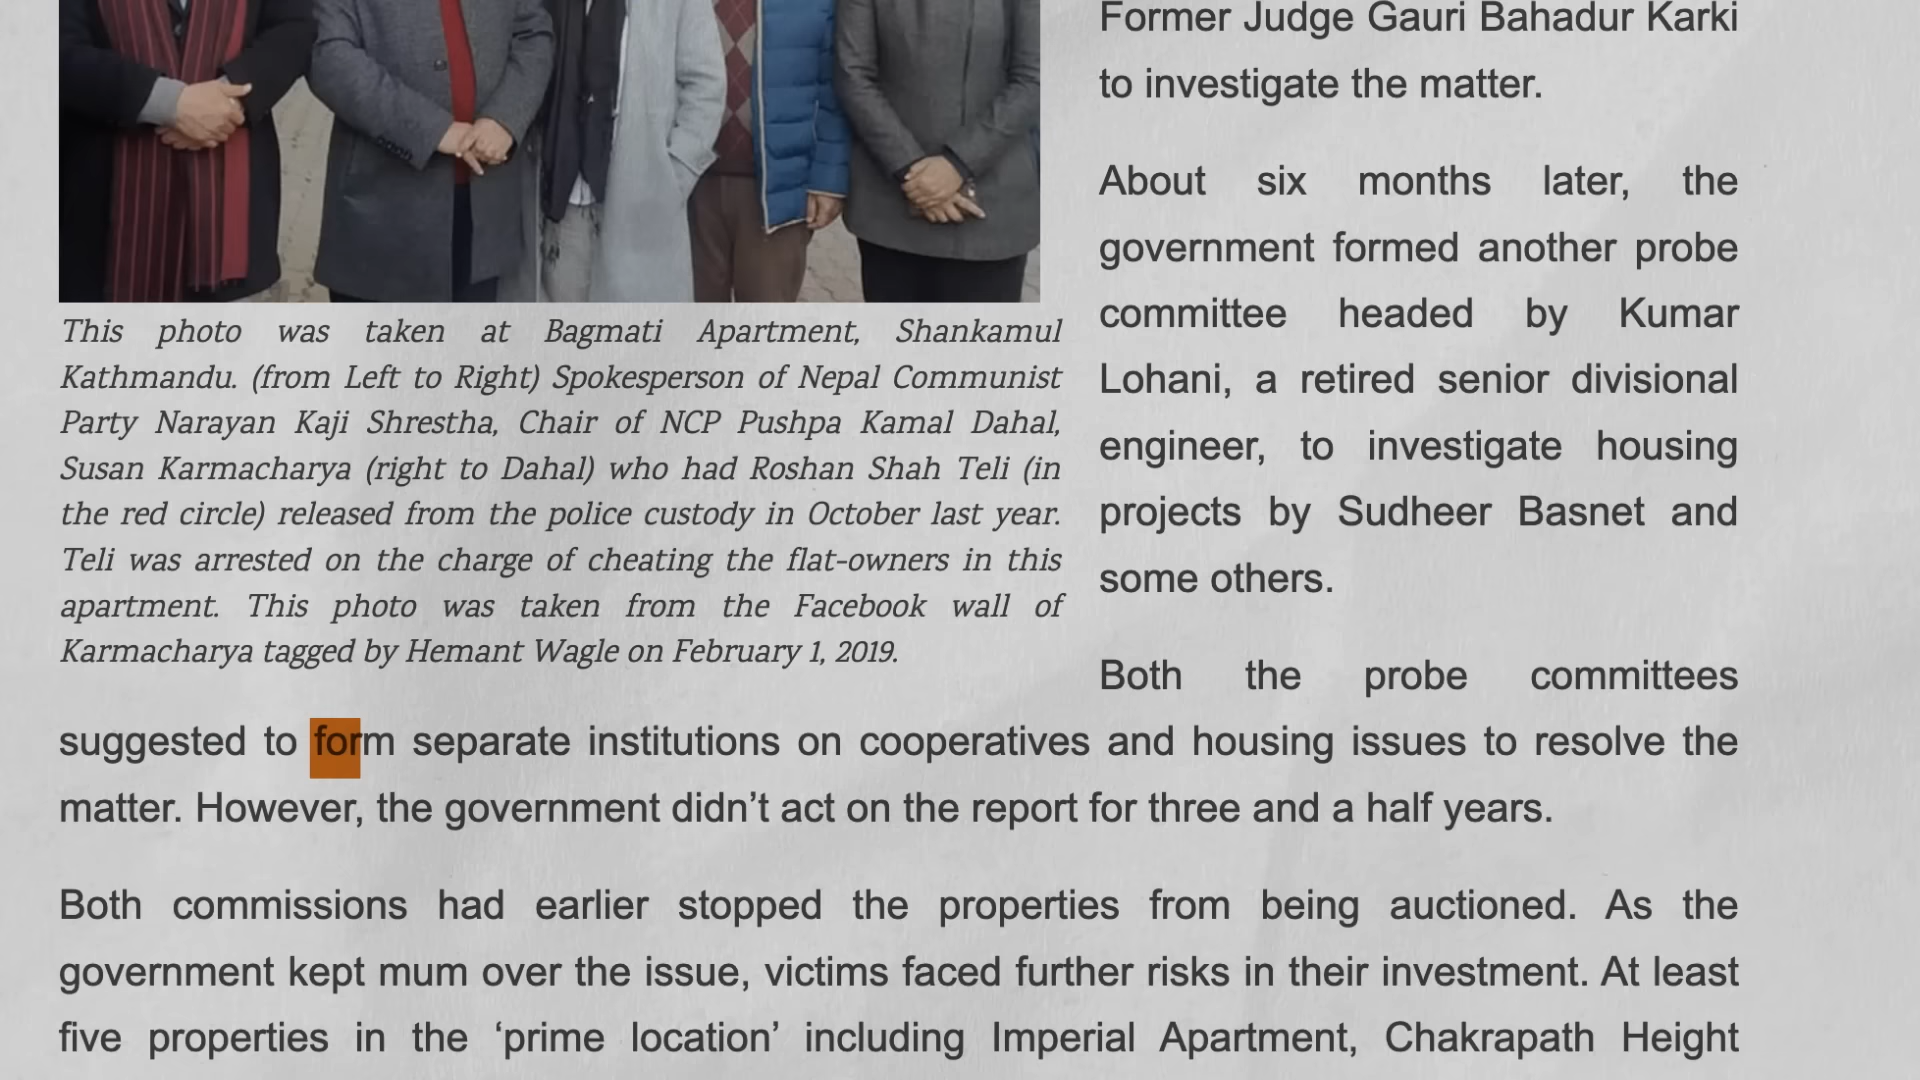 Former Judge Gauri Bahadur Karki
to investigate the matter.
About six months later, the
government formed another probe
committee headed by Kumar
Lohani, a retired senior divisional
engineer, to investigate housing
projects by Sudheer Basnet and
some others.
This photo was taken at Bagmati Apartment, Shankamul
Kathmandu. (from Left to Right) Spokesperson of Nepal Communist
Party Narayan Kaji Shrestha, Chair of NCP Pushpa Kamal Dahal,
Susan Karmacharya (right to Dahal) who had Roshan Shah Teli (in
the red circle) released from the police custody in October last year.
Teli was arrested on the charge of cheating the flat-owners in this
apartment. This photo was taken from the Facebook wall of
Karmacharya tagged by Hemant Wagle on February 1, 2019.
Both the probe committees
suggested to form separate institutions on cooperatives and housing issues to resolve the
matter. However, the government didn’t act on the report for three and a half years.
Both commissions had earlier stopped the properties from being auctioned. As the
government kept mum over the issue, victims faced further risks in their investment. At least
five properties in the ‘prime location’ including Imperial Apartment, Chakrapath Height